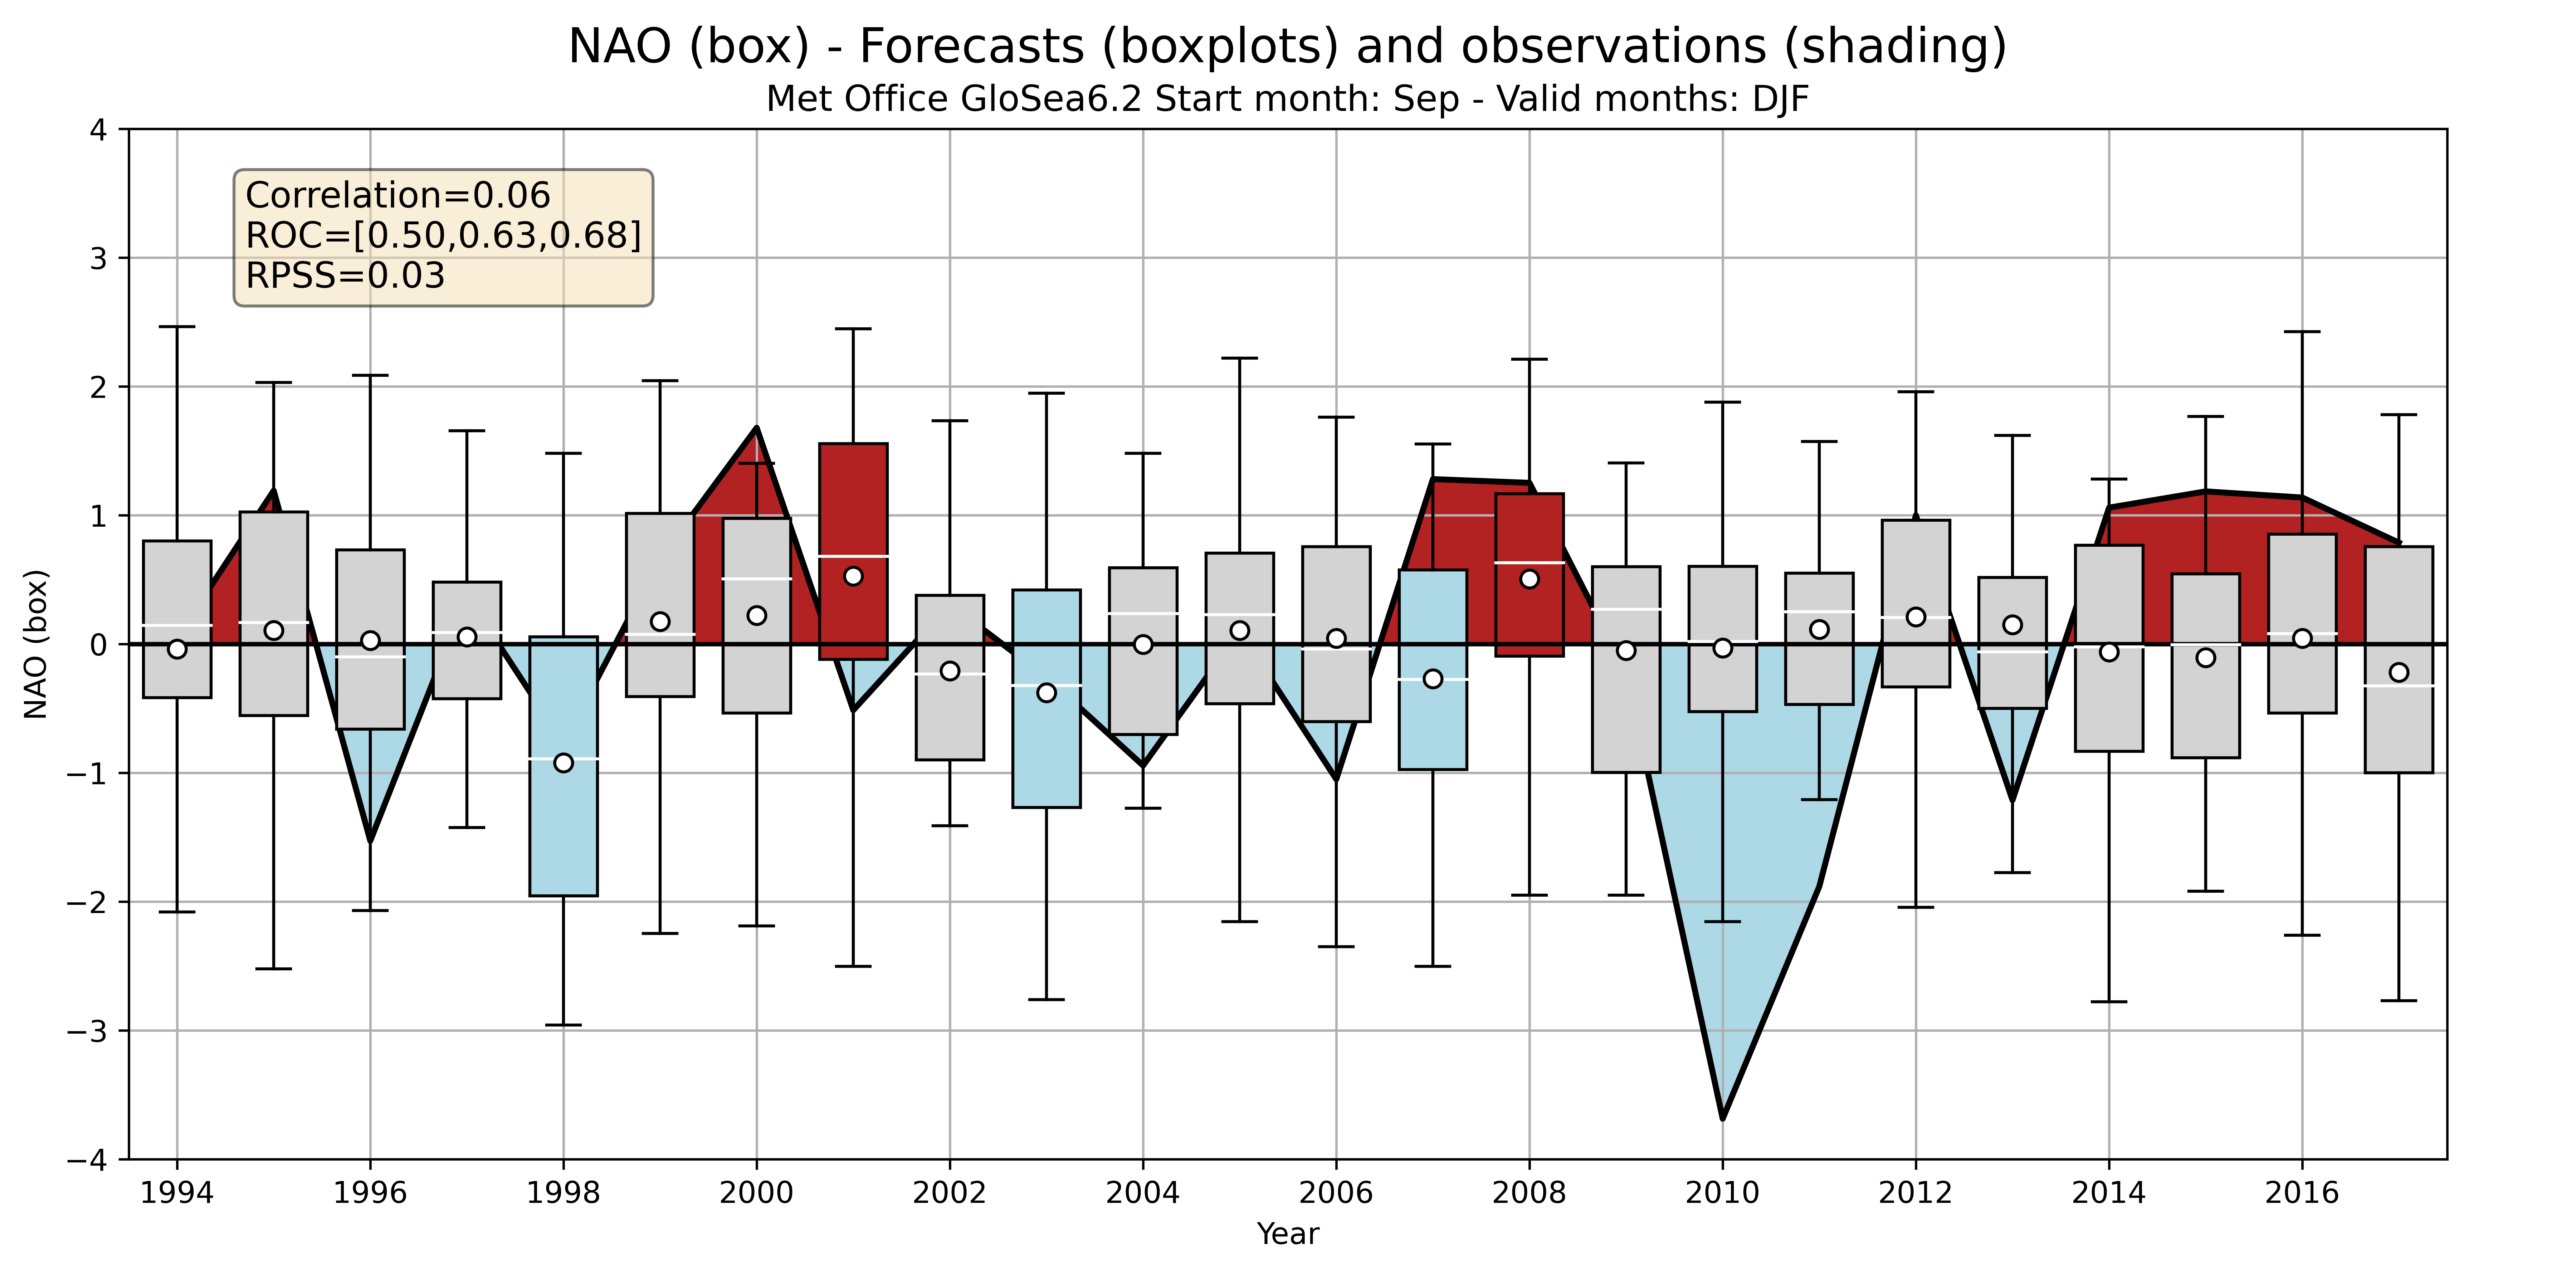 NAO (box) - Forecasts (boxplots) and observations (shading)
Met Office GloSea6.2 Start month: Sep - Valid months: DJF
Correlation=0.06
ROC=[0.50,0.63,0.68]
RPSS=0.03
NAO (box)
4
3
2
1
0
−1
−2
−3
−4
1994 1996 1998 2000 2002 2004 2006 2008 2010 2012 2014 2016
Year